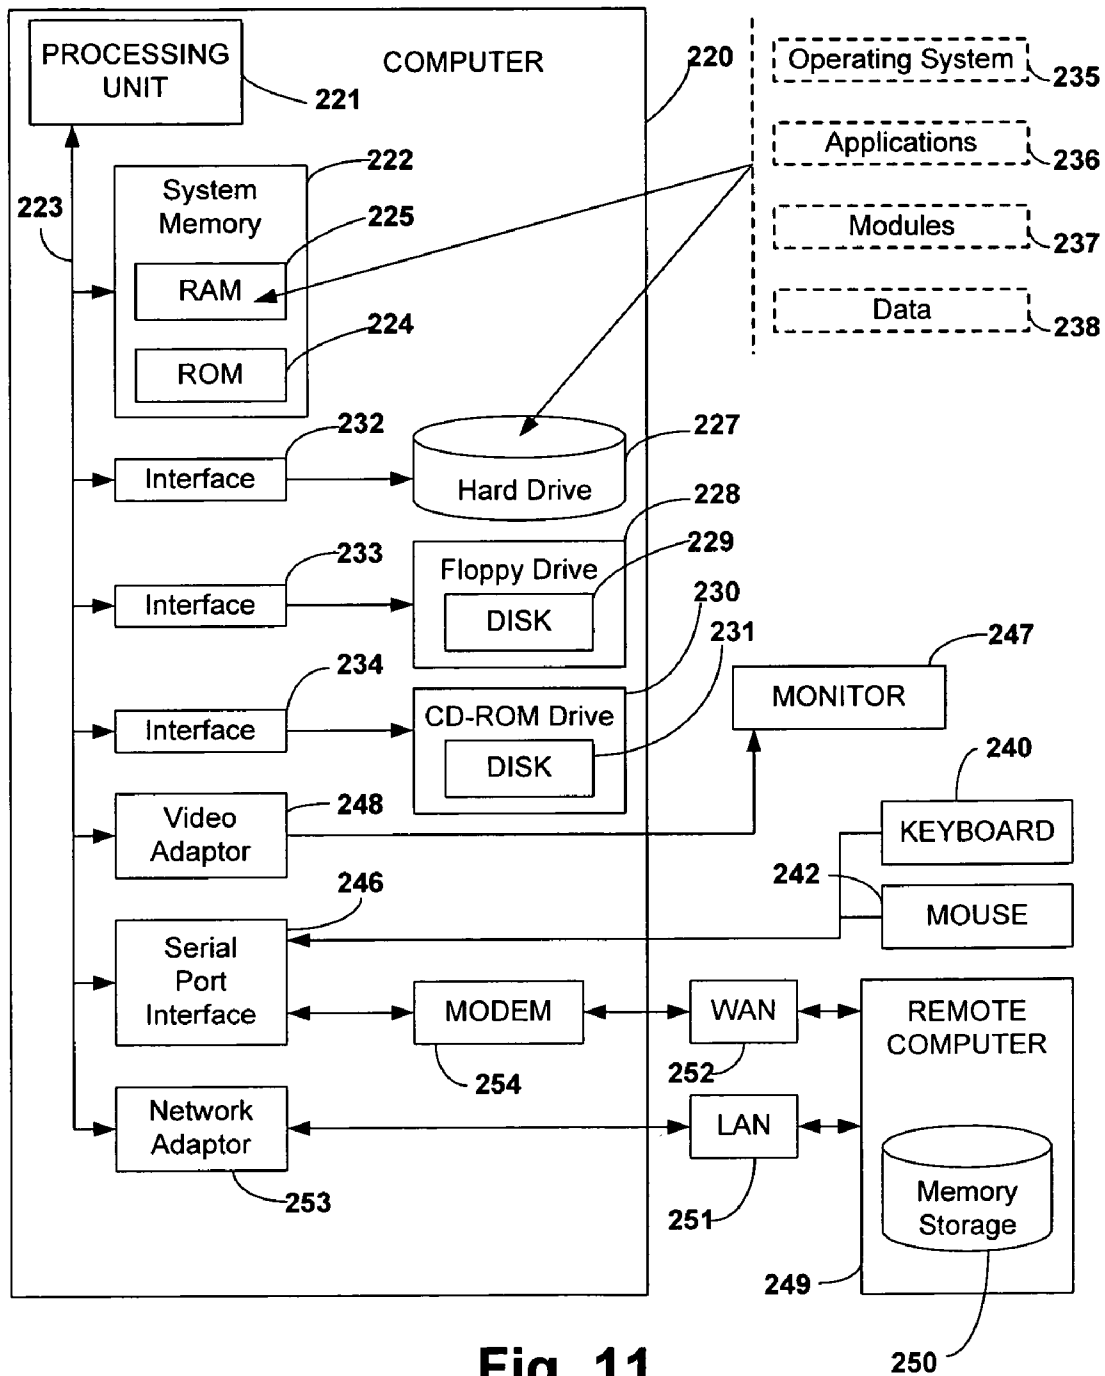 PROCESSING
UNIT
221
COMPUTER
220
Operating System
235
Applications
236
Modules
237
Data
238
222
System
Memory
223
225
RAM
224
ROM
232
Interface
227
Hard Drive
228
229
233
Interface
Floppy Drive
DISK
230
231
234
Interface
CD-ROM Drive
DISK
247
MONITOR
248
Video
Adaptor
240
KEYBOARD
242
MOUSE
246
Serial
Port
Interface
MODEM
254
WAN
252
REMOTE
COMPUTER
Network
Adaptor
253
LAN
251
Memory
Storage
249
250
Fig. 11